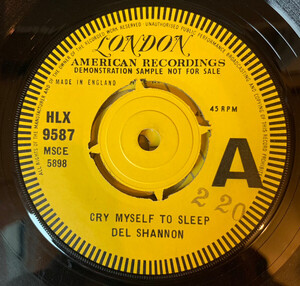 LONDON
AMERICAN RECORDINGS
DEMONSTRATION SAMPLE NOT FOR SALE
MADE IN ENGLAND
45 RPM
HLX
9587
MSCE
5898
A
2 20
CRY MYSELF TO SLEEP
DEL SHANNON